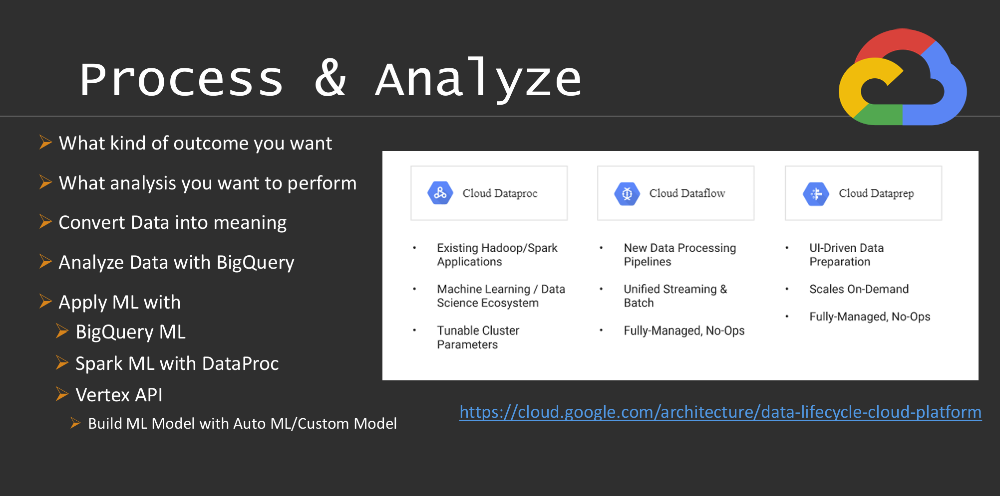 Process & Analyze
What kind of outcome you want
What analysis you want to perform
Convert Data into meaning
Analyze Data with BigQuery
Apply ML with
BigQuery ML
Spark ML with DataProc
Vertex API
Build ML Model with Auto ML/Custom Model
Cloud Dataproc
• Existing Hadoop/Spark
Applications
• Machine Learning / Data
Science Ecosystem
• Tunable Cluster
Parameters
Cloud Dataflow
• New Data Processing
Pipelines
• Unified Streaming &
Batch
• Fully-Managed, No-Ops
Cloud Dataprep
• UI-Driven Data
Preparation
• Scales On-Demand
• Fully-Managed, No-Ops
https://cloud.google.com/architecture/data-lifecycle-cloud-platform